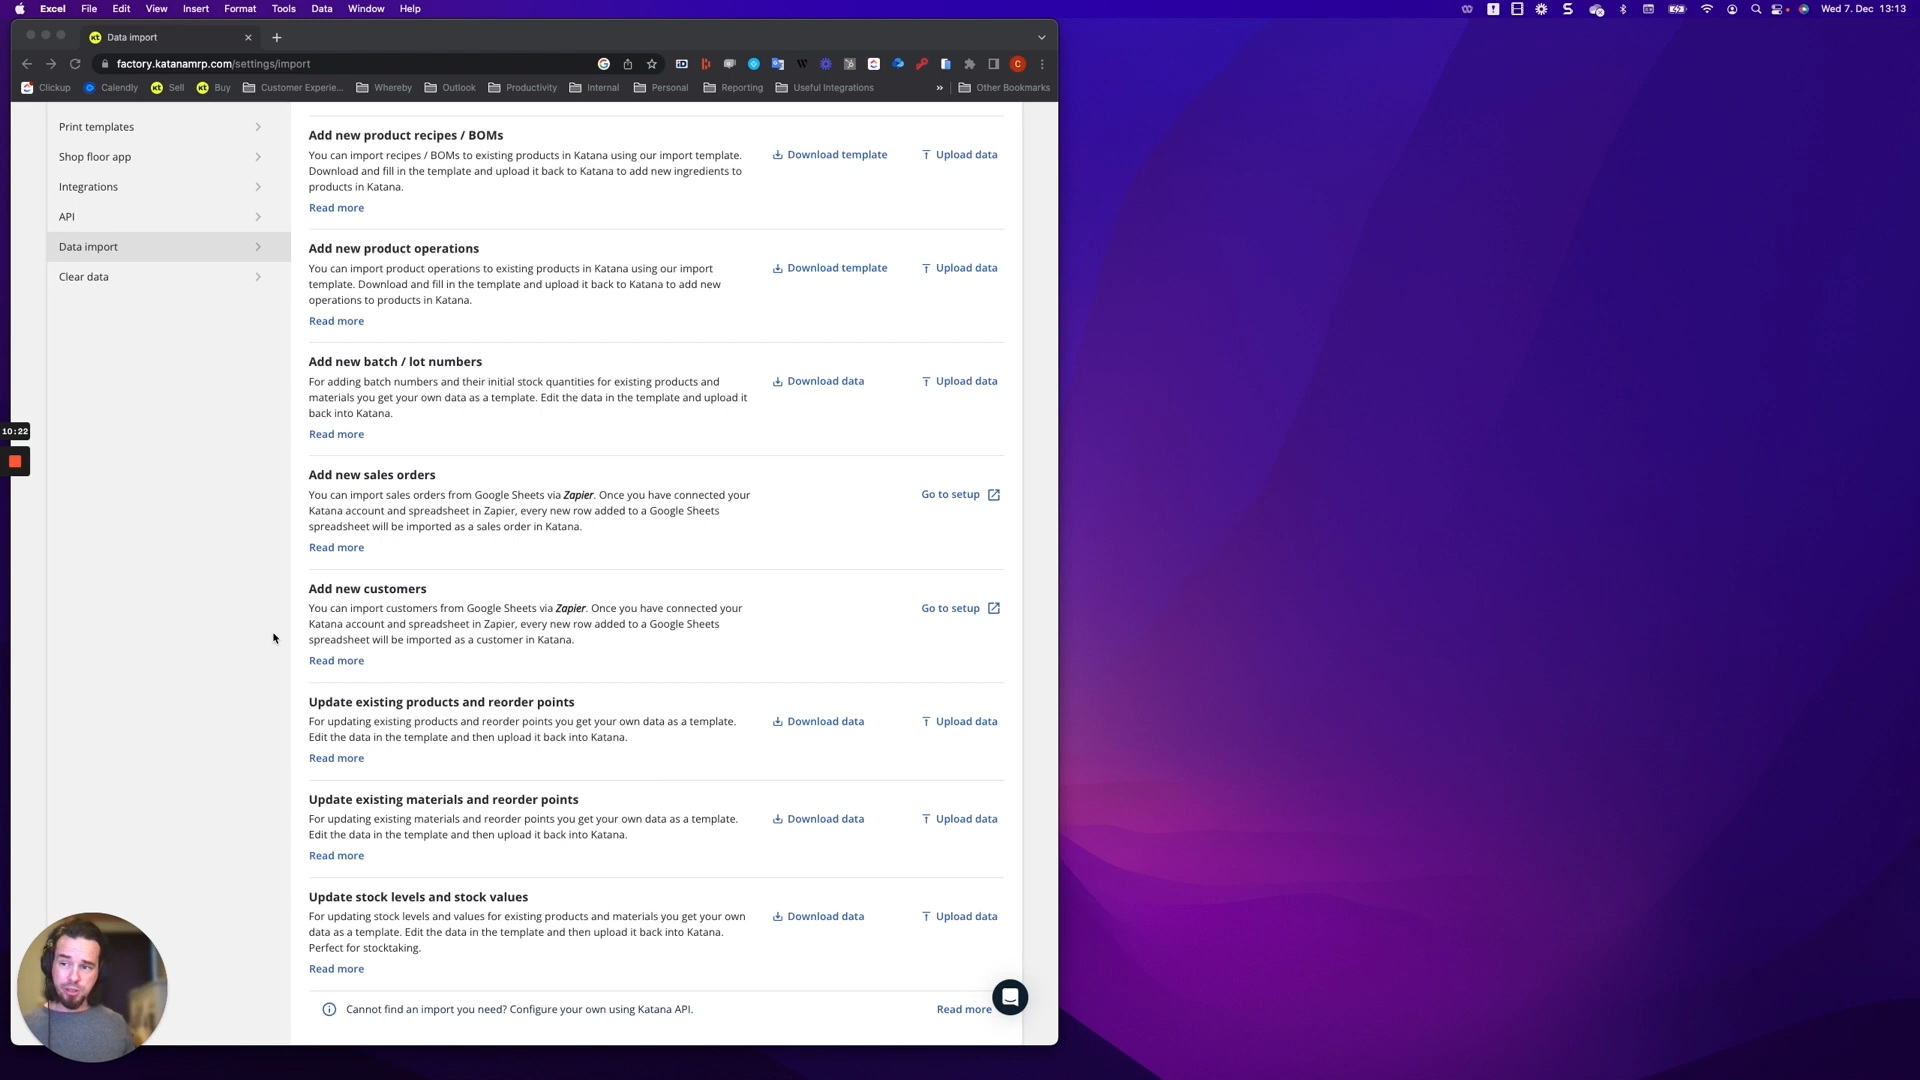 Excel File Edit View Insert Format Tools Data Window Help
Wed 7. Dec 13:13
Data import
factory.katanamrp.com/settings/import
C
Clickup Calendly Sell Buy Customer Experie... Whereby Outlook Productivity Internal Personal Reporting Useful Integrations » Other Bookmarks
Print templates
Shop floor app
Integrations
API
Data import
Clear data
Add new product recipes / BOMs
You can import recipes / BOMs to existing products in Katana using our import template.
Download and fill in the template and upload it back to Katana to add new ingredients to
products in Katana.
Read more
Download template
Upload data
Add new product operations
You can import product operations to existing products in Katana using our import
template. Download and fill in the template and upload it back to Katana to add new
operations to products in Katana.
Read more
Download template
Upload data
Add new batch / lot numbers
For adding batch numbers and their initial stock quantities for existing products and
materials you get your own data as a template. Edit the data in the template and upload it
back into Katana.
Read more
Download data
Upload data
10:22
Add new sales orders
You can import sales orders from Google Sheets via Zapier. Once you have connected your
Katana account and spreadsheet in Zapier, every new row added to a Google Sheets
spreadsheet will be imported as a sales order in Katana.
Read more
Go to setup
Add new customers
You can import customers from Google Sheets via Zapier. Once you have connected your
Katana account and spreadsheet in Zapier, every new row added to a Google Sheets
spreadsheet will be imported as a customer in Katana.
Read more
Go to setup
Update existing products and reorder points
For updating existing products and reorder points you get your own data as a template.
Edit the data in the template and then upload it back into Katana.
Read more
Download data
Upload data
Update existing materials and reorder points
For updating existing materials and reorder points you get your own data as a template.
Edit the data in the template and then upload it back into Katana.
Read more
Download data
Upload data
Update stock levels and stock values
For updating stock levels and values for existing products and materials you get your own
data as a template. Edit the data in the template and then upload it back into Katana.
Perfect for stocktaking.
Read more
Download data
Upload data
Cannot find an import you need? Configure your own using Katana API.
Read more